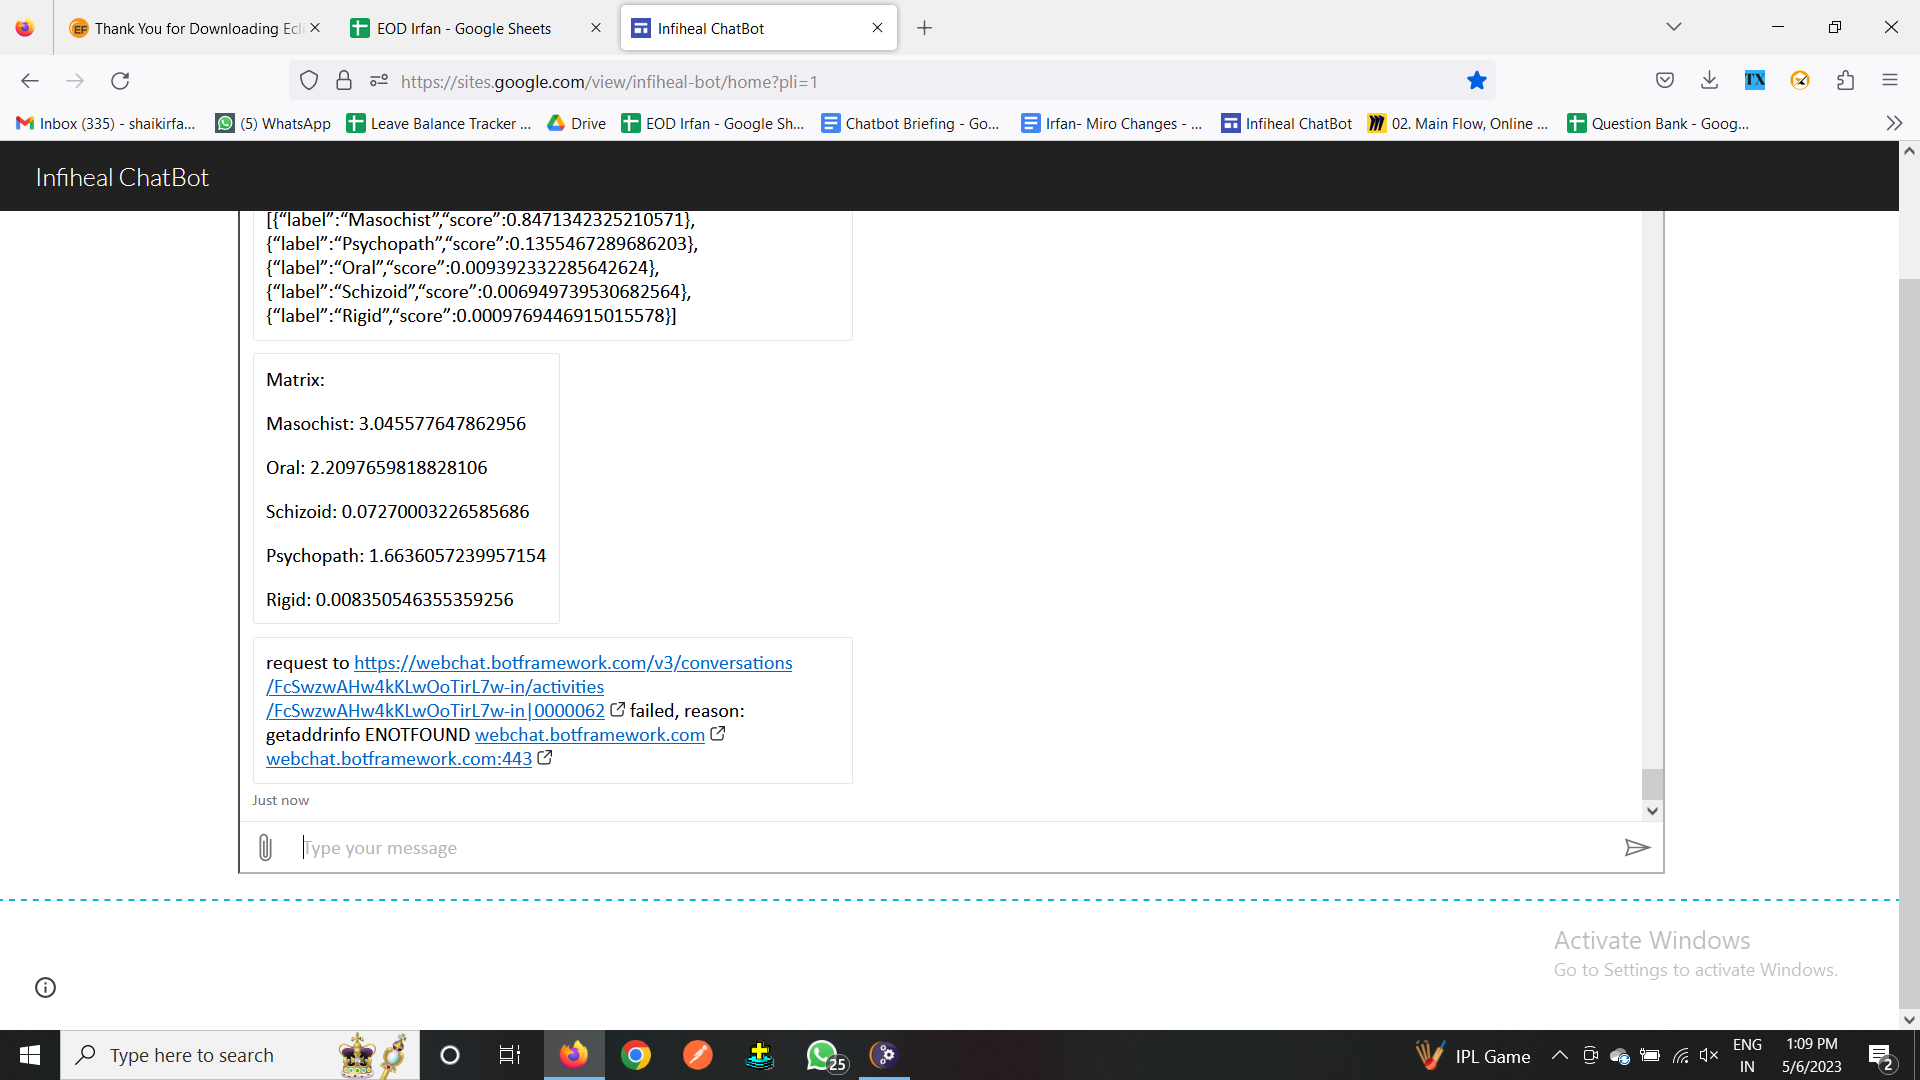 Thank You for Downloading Ecli
EOD Irfan - Google Sheets
Infiheal ChatBot
https://sites.google.com/view/infiheal-bot/home?pli=1
TX
Inbox (335) - shaikirfa...
(5) WhatsApp
Leave Balance Tracker ...
Drive
EOD Irfan - Google Sh...
Chatbot Briefing - Go...
Irfan- Miro Changes - ...
Infiheal ChatBot
02. Main Flow, Online ...
Question Bank - Goog...
Infiheal ChatBot
[{“label”:“Masochist”,“score”:0.8471342325210571},
{“label”:“Psychopath”,“score”:0.1355467289686203},
{“label”:“Oral”,“score”:0.009392332285642624},
{“label”:“Schizoid”,“score”:0.006949739530682564},
{“label”:“Rigid”,“score”:0.0009769446915015578}]
Matrix:
Masochist: 3.045577647862956
Oral: 2.2097659818828106
Schizoid: 0.07270003226585686
Psychopath: 1.6636057239957154
Rigid: 0.008350546355359256
request to https://webchat.botframework.com/v3/conversations
/FcSwzwAHw4kKLwOoTirL7w-in/activities
/FcSwzwAHw4kKLwOoTirL7w-in|0000062 failed, reason:
getaddrinfo ENOTFOUND webchat.botframework.com
webchat.botframework.com:443
Just now
Type your message
Activate Windows
Go to Settings to activate Windows.
Type here to search
25
IPL Game
ENG
IN
1:09 PM
5/6/2023
2